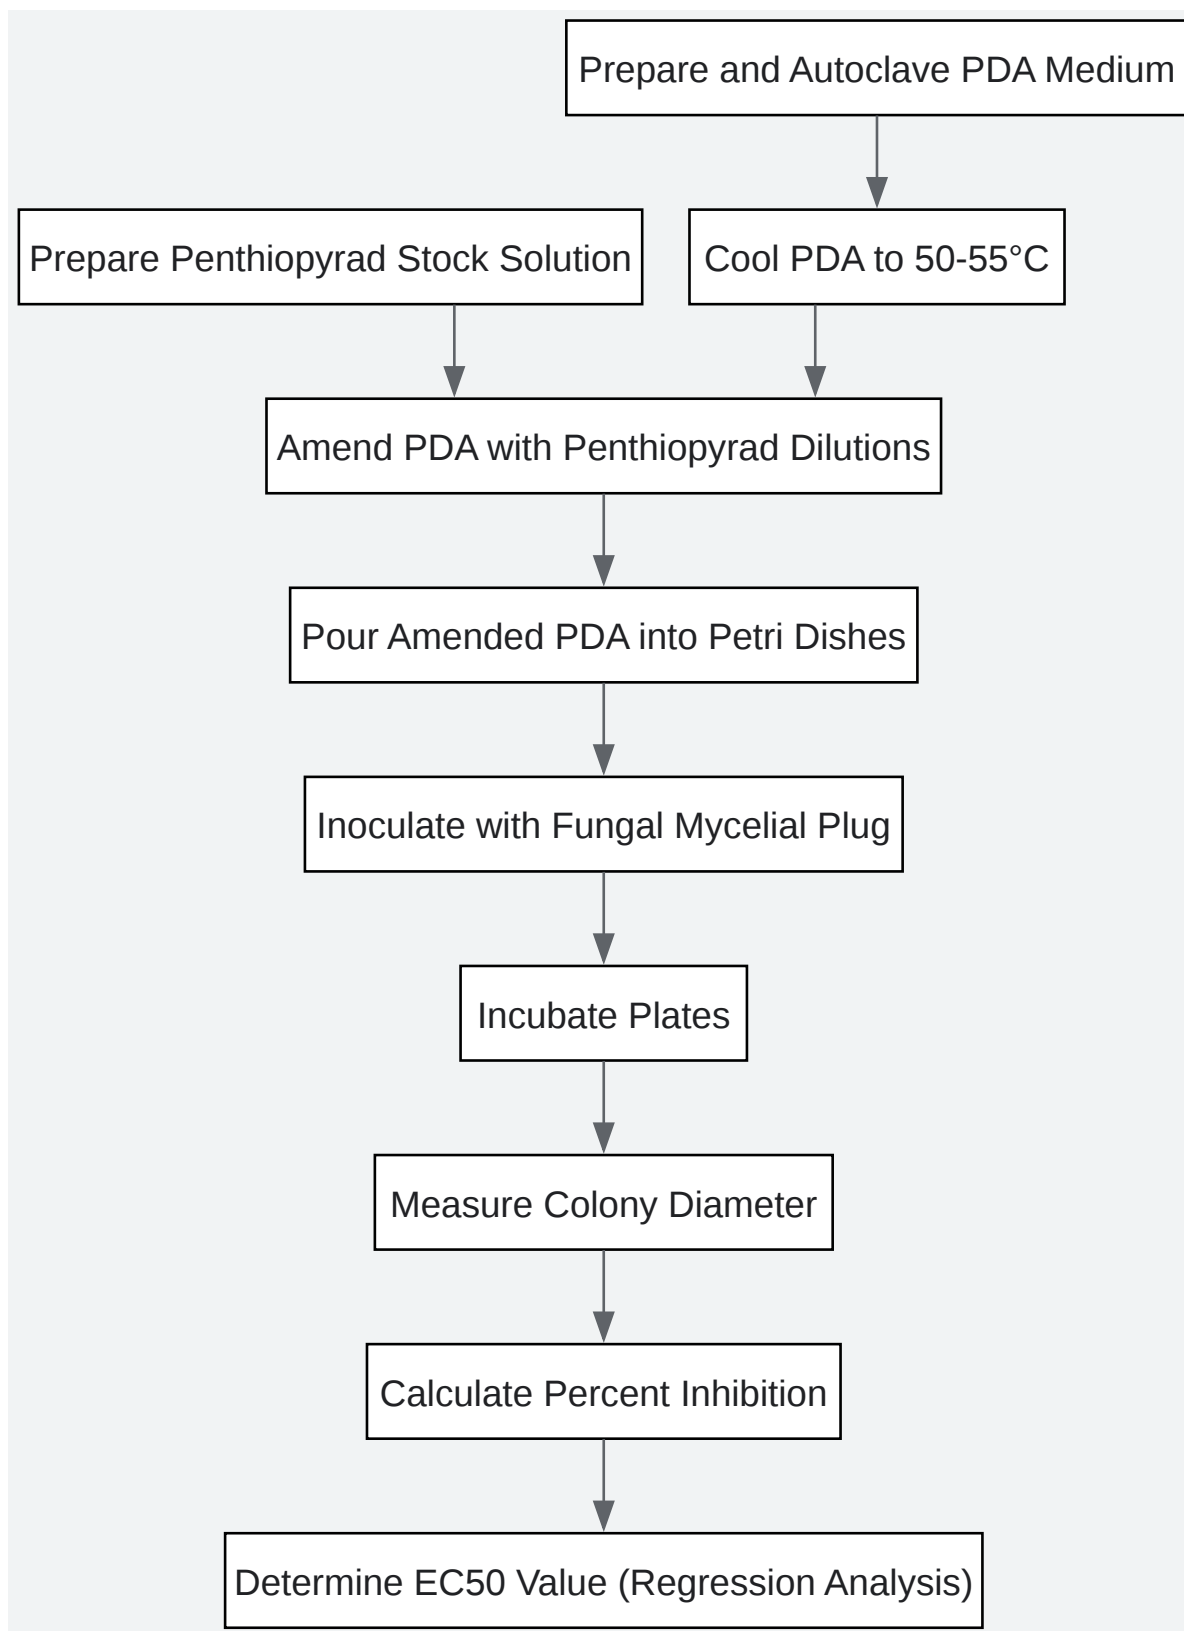 Prepare and Autoclave PDA Medium
Prepare Penthiopyrad Stock Solution
Cool PDA to 50-55°C
Amend PDA with Penthiopyrad Dilutions
Pour Amended PDA into Petri Dishes
Inoculate with Fungal Mycelial Plug
Incubate Plates
Measure Colony Diameter
Calculate Percent Inhibition
Determine EC50 Value (Regression Analysis)